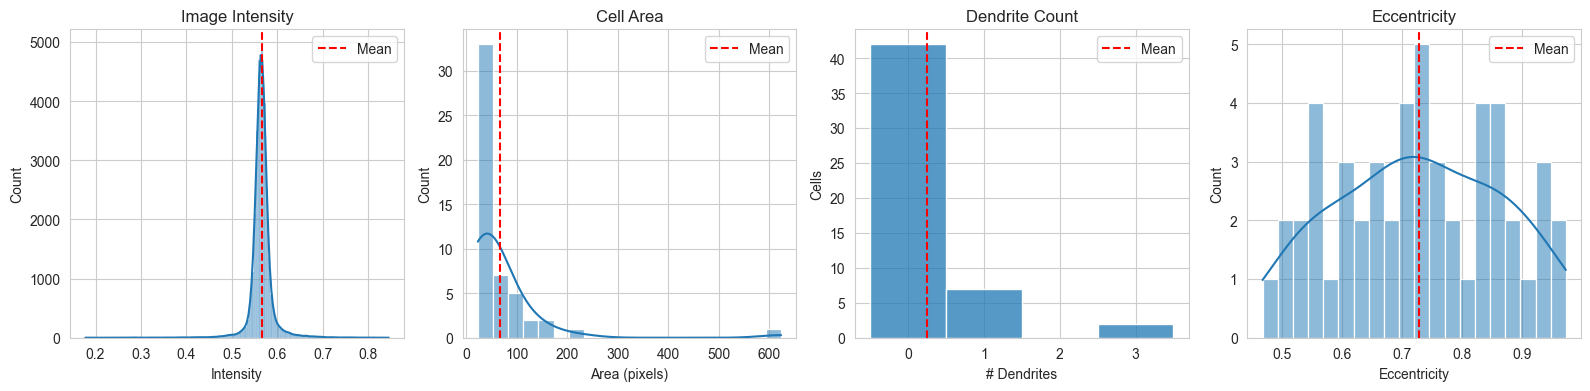 Image Intensity
Mean
5000
4000
3000
2000
1000
0
Count
0.2 0.3 0.4 0.5 0.6 0.7 0.8
Intensity
Cell Area
Mean
30
25
20
15
10
5
0
Count
0 100 200 300 400 500 600
Area (pixels)
Dendrite Count
Mean
40
35
30
25
20
15
10
5
0
Cells
0 1 2 3
# Dendrites
Eccentricity
Mean
5
4
3
2
1
0
Count
0.5 0.6 0.7 0.8 0.9
Eccentricity